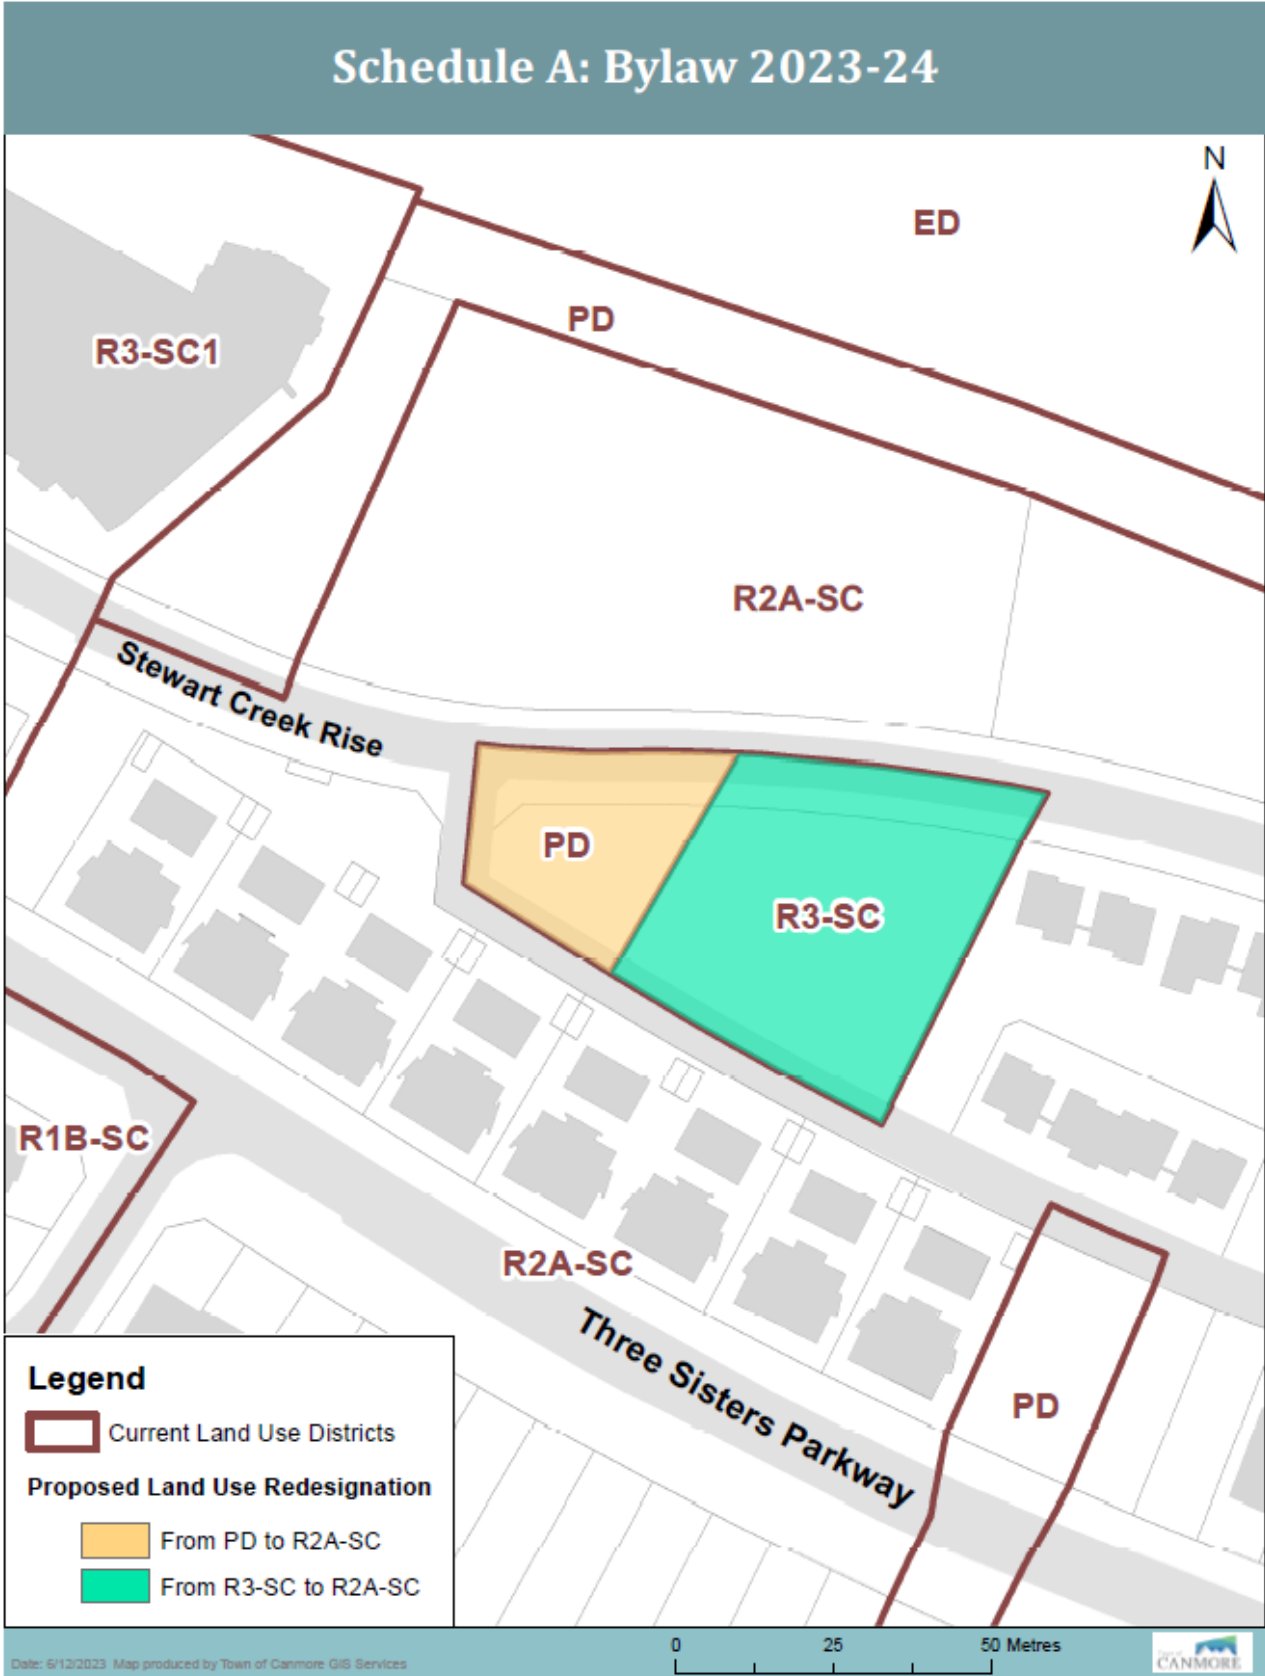 Schedule A: Bylaw 2023-24
N
ED
PD
R3-SC1
R2A-SC
Stewart Creek Rise
PD
R3-SC
R1B-SC
R2A-SC
Three Sisters Parkway
PD
Legend
Current Land Use Districts
Proposed Land Use Redesignation
From PD to R2A-SC
From R3-SC to R2A-SC
0 25 50 Metres
Date: 6/12/2023 Map produced by Town of Canmore GIS Services
CANMORE